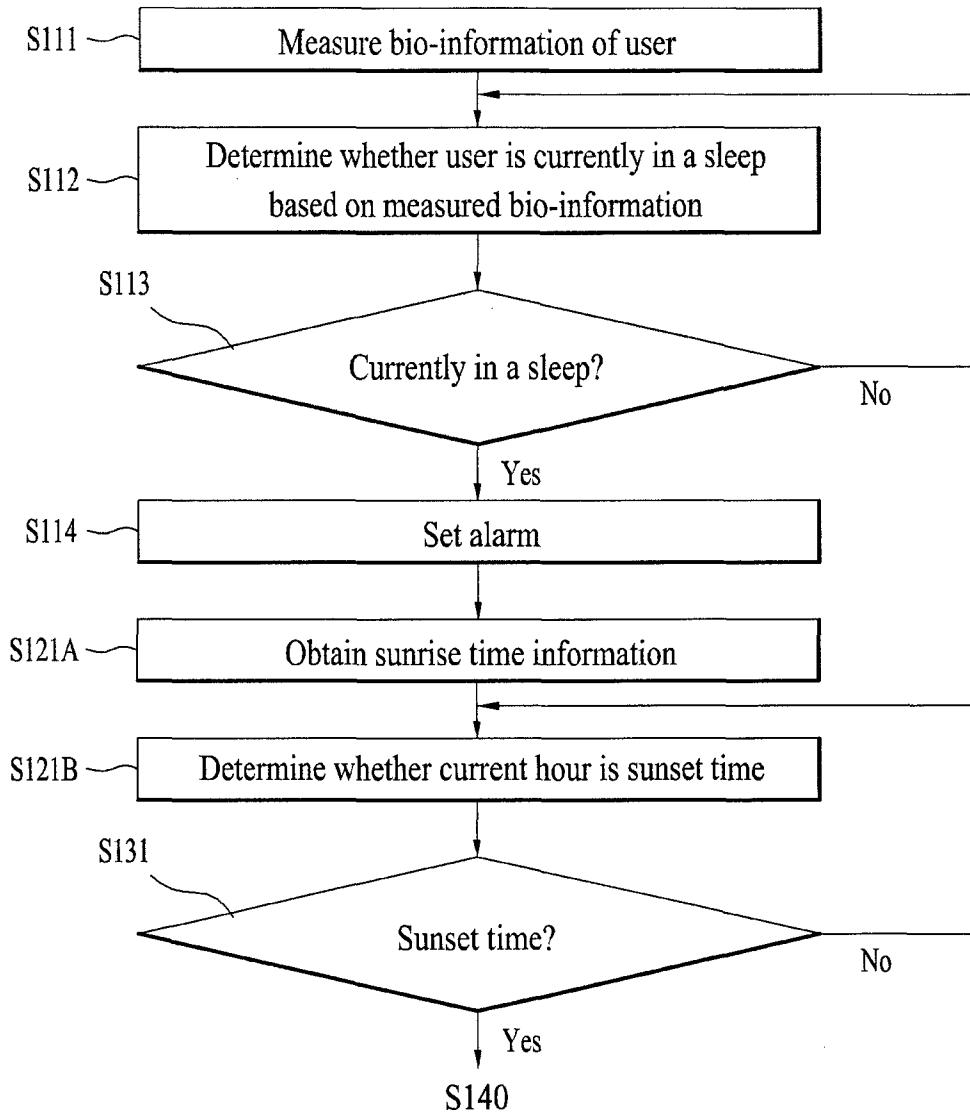 S111
Measure bio-information of user
S112
Determine whether user is currently in a sleep
based on measured bio-information
S113
Currently in a sleep?
No
Yes
S114
Set alarm
S121A
Obtain sunrise time information
S121B
Determine whether current hour is sunset time
S131
Sunset time?
No
Yes
S140